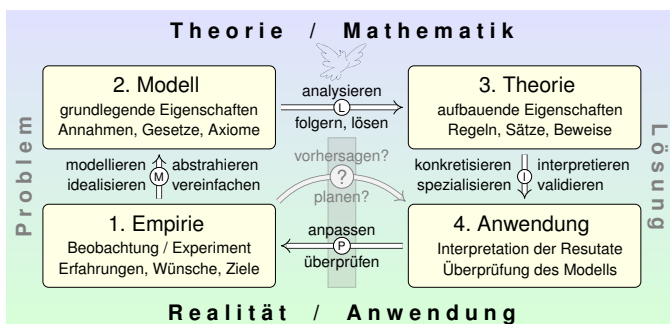 Theorie / Mathematik
2. Modell
grundlegende Eigenschaften
Annahmen, Gesetze, Axiome
analysieren
L
folgern, lösen
3. Theorie
aufbauende Eigenschaften
Regeln, Sätze, Beweise
Problem
Lösung
modellieren
idealisieren
M
abstrahieren
vereinfachen
vorhersagen?
?
planen?
konkretisieren
spezialisieren
I
interpretieren
validieren
1. Empirie
Beobachtung / Experiment
Erfahrungen, Wünsche, Ziele
anpassen
P
überprüfen
4. Anwendung
Interpretation der Resutate
Überprüfung des Modells
Realität / Anwendung